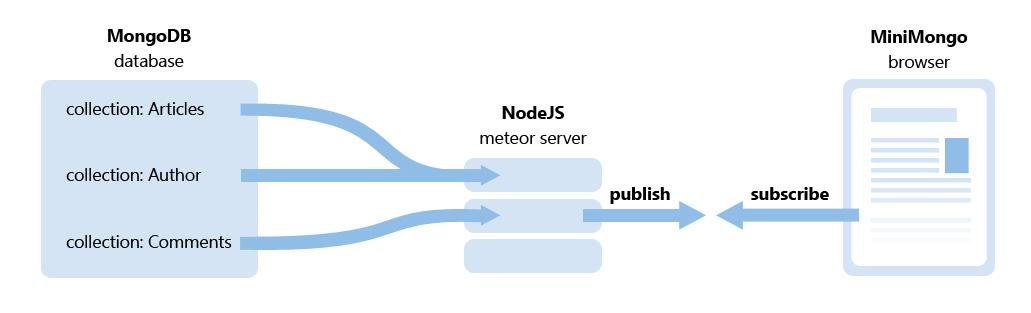 MongoDB
database
collection: Articles
collection: Author
collection: Comments
NodeJS
meteor server
publish
subscribe
MiniMongo
browser